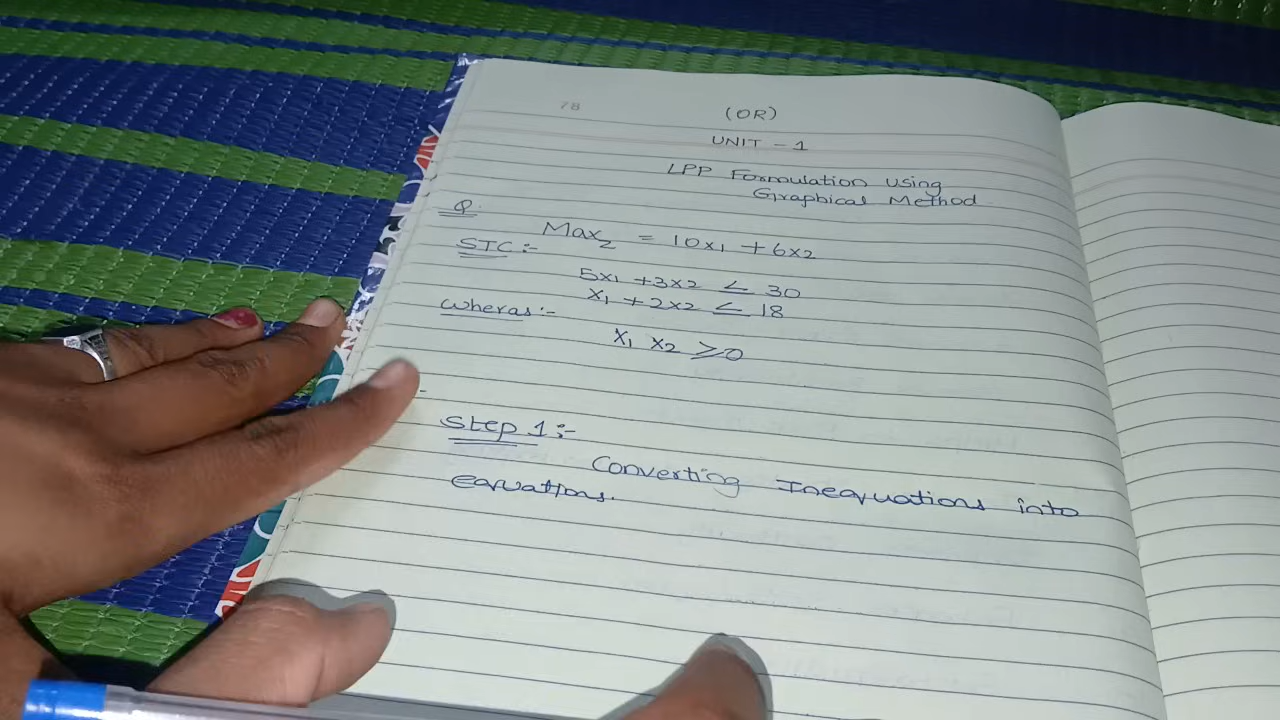 78
(OR)
UNIT - 1
LPP Formulation using
Graphical Method
Q.
Max z = 10x1 + 6x2
STC :-
5x1 + 3x2 ≤ 30
x1 + 2x2 ≤ 18
Wheras :-
x1 x2 ≥ 0
Step 1 :-
Converting Inequations into
equations.